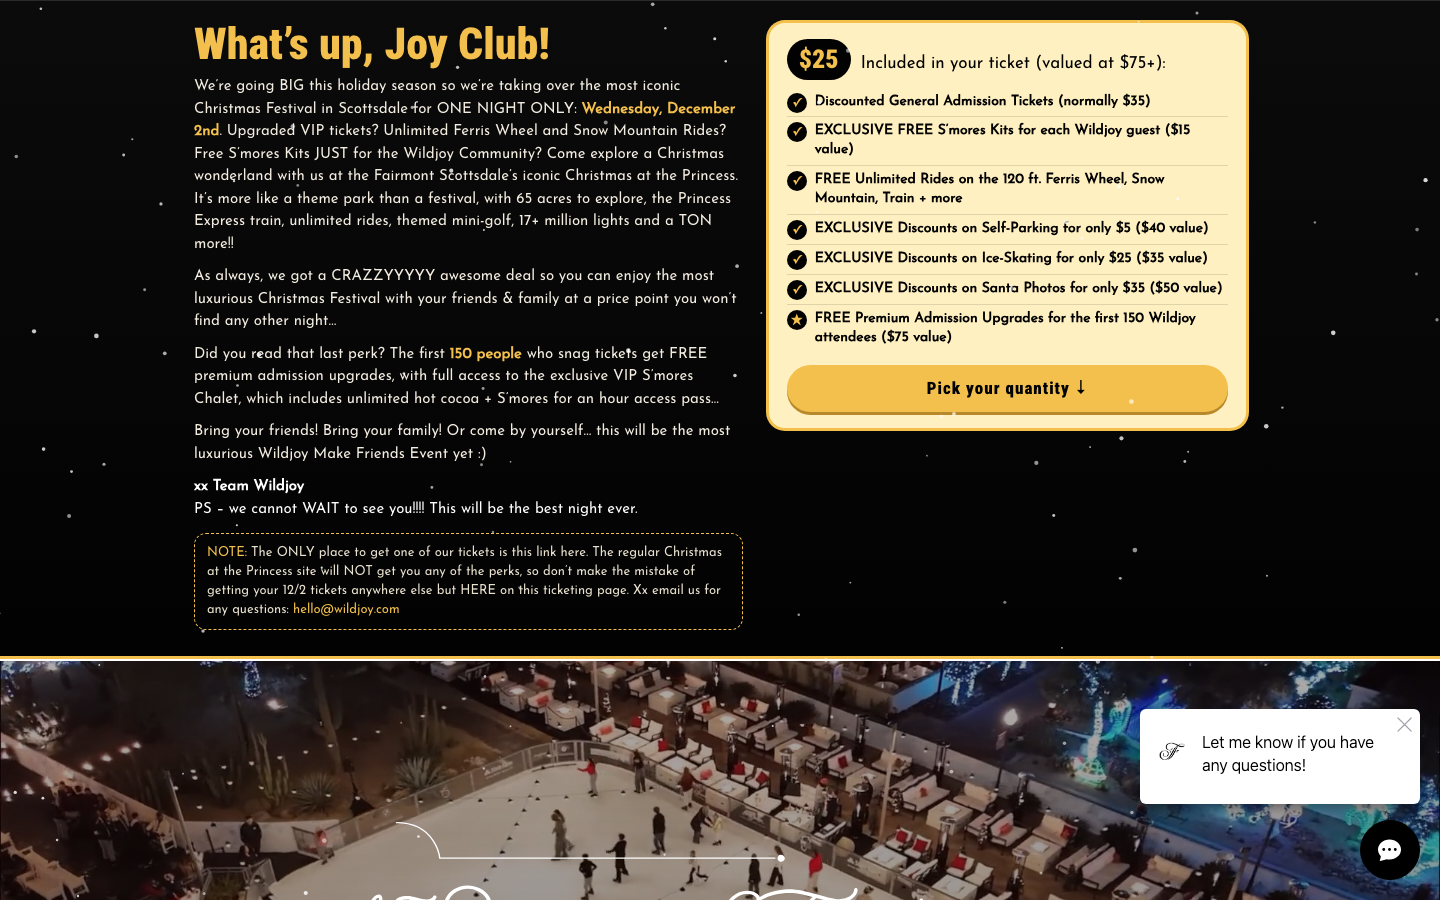 What's up, Joy Club!
We're going BIG this holiday season so we're taking over the most iconic
Christmas Festival in Scottsdale for ONE NIGHT ONLY: Wednesday, December
2nd. Upgraded VIP tickets? Unlimited Ferris Wheel and Snow Mountain Rides?
Free S'mores Kits JUST for the Wildjoy Community? Come explore a Christmas
wonderland with us at the Fairmont Scottsdale's iconic Christmas at the Princess.
It's more like a theme park than a festival, with 65 acres to explore, the Princess
Express train, unlimited rides, themed mini-golf, 17+ million lights and a TON
more!!
As always, we got a CRAZZYYYYY awesome deal so you can enjoy the most
luxurious Christmas Festival with your friends & family at a price point you won't
find any other night...
Did you read that last perk? The first 150 people who snag tickets get FREE
premium admission upgrades, with full access to the exclusive VIP S'mores
Chalet, which includes unlimited hot cocoa + S'mores for an hour access pass...
Bring your friends! Bring your family! Or come by yourself... this will be the most
luxurious Wildjoy Make Friends Event yet :)
xx Team Wildjoy
PS – we cannot WAIT to see you!!!! This will be the best night ever.
NOTE: The ONLY place to get one of our tickets is this link here. The regular Christmas
at the Princess site will NOT get you any of the perks, so don't make the mistake of
getting your 12/2 tickets anywhere else but HERE on this ticketing page. Xx email us for
any questions: hello@wildjoy.com
$25 Included in your ticket (valued at $75+):
Discounted General Admission Tickets (normally $35)
EXCLUSIVE FREE S'mores Kits for each Wildjoy guest ($15
value)
FREE Unlimited Rides on the 120 ft. Ferris Wheel, Snow
Mountain, Train + more
EXCLUSIVE Discounts on Self-Parking for only $5 ($40 value)
EXCLUSIVE Discounts on Ice-Skating for only $25 ($35 value)
EXCLUSIVE Discounts on Santa Photos for only $35 ($50 value)
FREE Premium Admission Upgrades for the first 150 Wildjoy
attendees ($75 value)
Pick your quantity ↓
Let me know if you have
any questions!